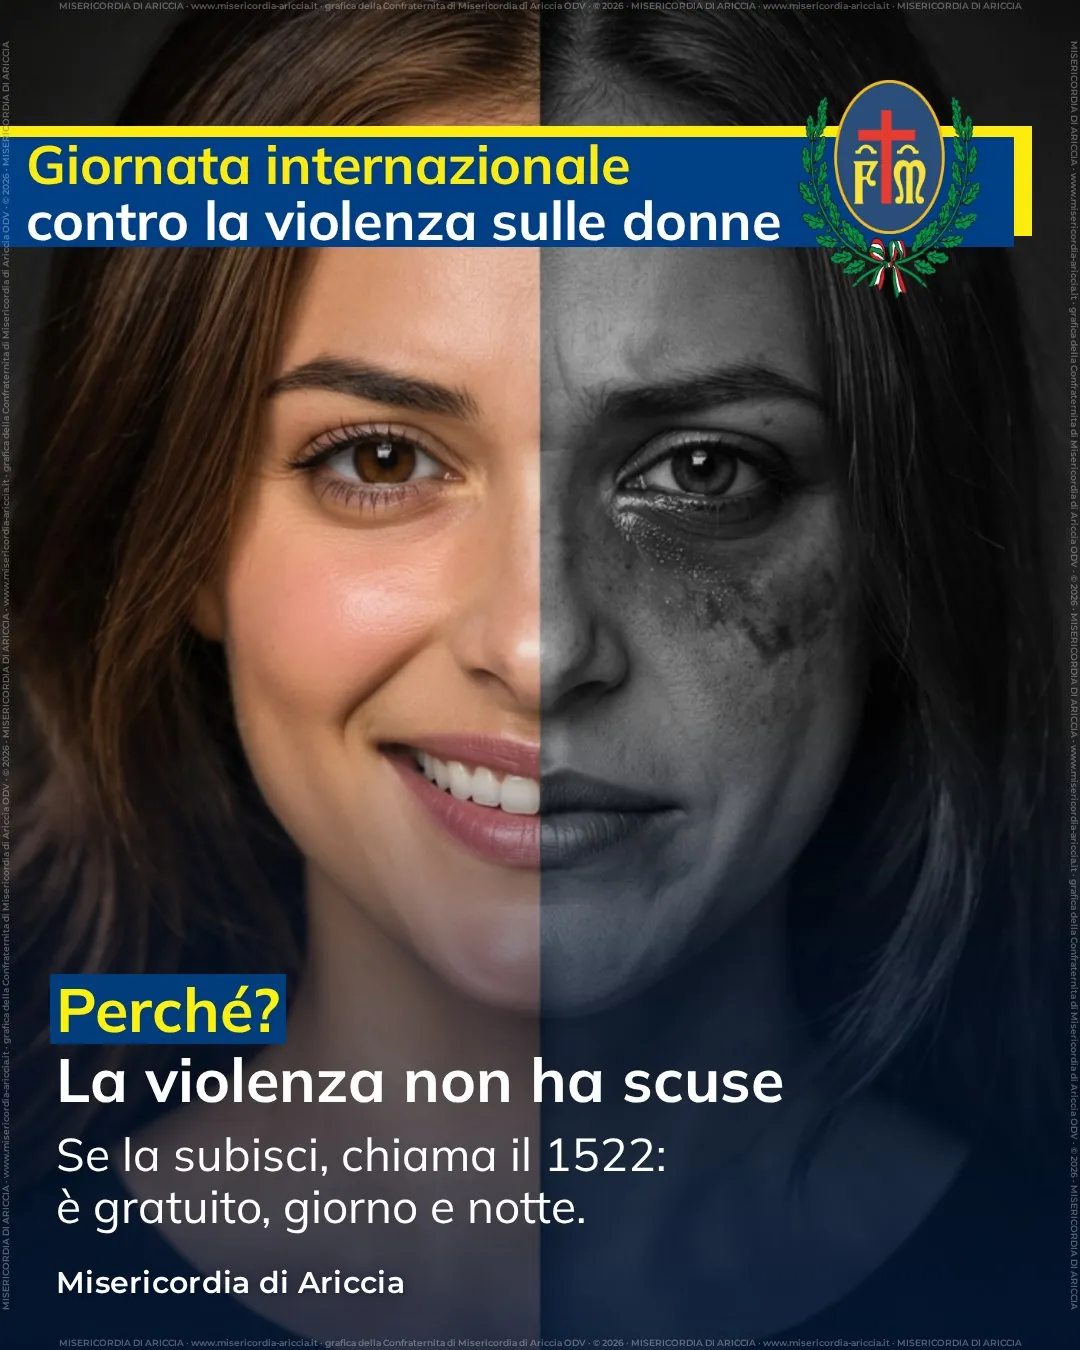 MISERICORDIA DI ARICCIA · www.misericordia-ariccia.it · grafica della Confraternita di Misericordia di Ariccia ODV · © 2026 · MISERICORDIA DI ARICCIA · www.misericordia-ariccia.it · MISERICORDIA DI ARICCIA
Giornata internazionale
contro la violenza sulle donne
F M
Perché?
La violenza non ha scuse
Se la subisci, chiama il 1522:
è gratuito, giorno e notte.
Misericordia di Ariccia
MISERICORDIA DI ARICCIA · www.misericordia-ariccia.it · grafica della Confraternita di Misericordia di Ariccia ODV · © 2026 · MISERICORDIA DI ARICCIA · www.misericordia-ariccia.it · MISERICORDIA DI ARICCIA